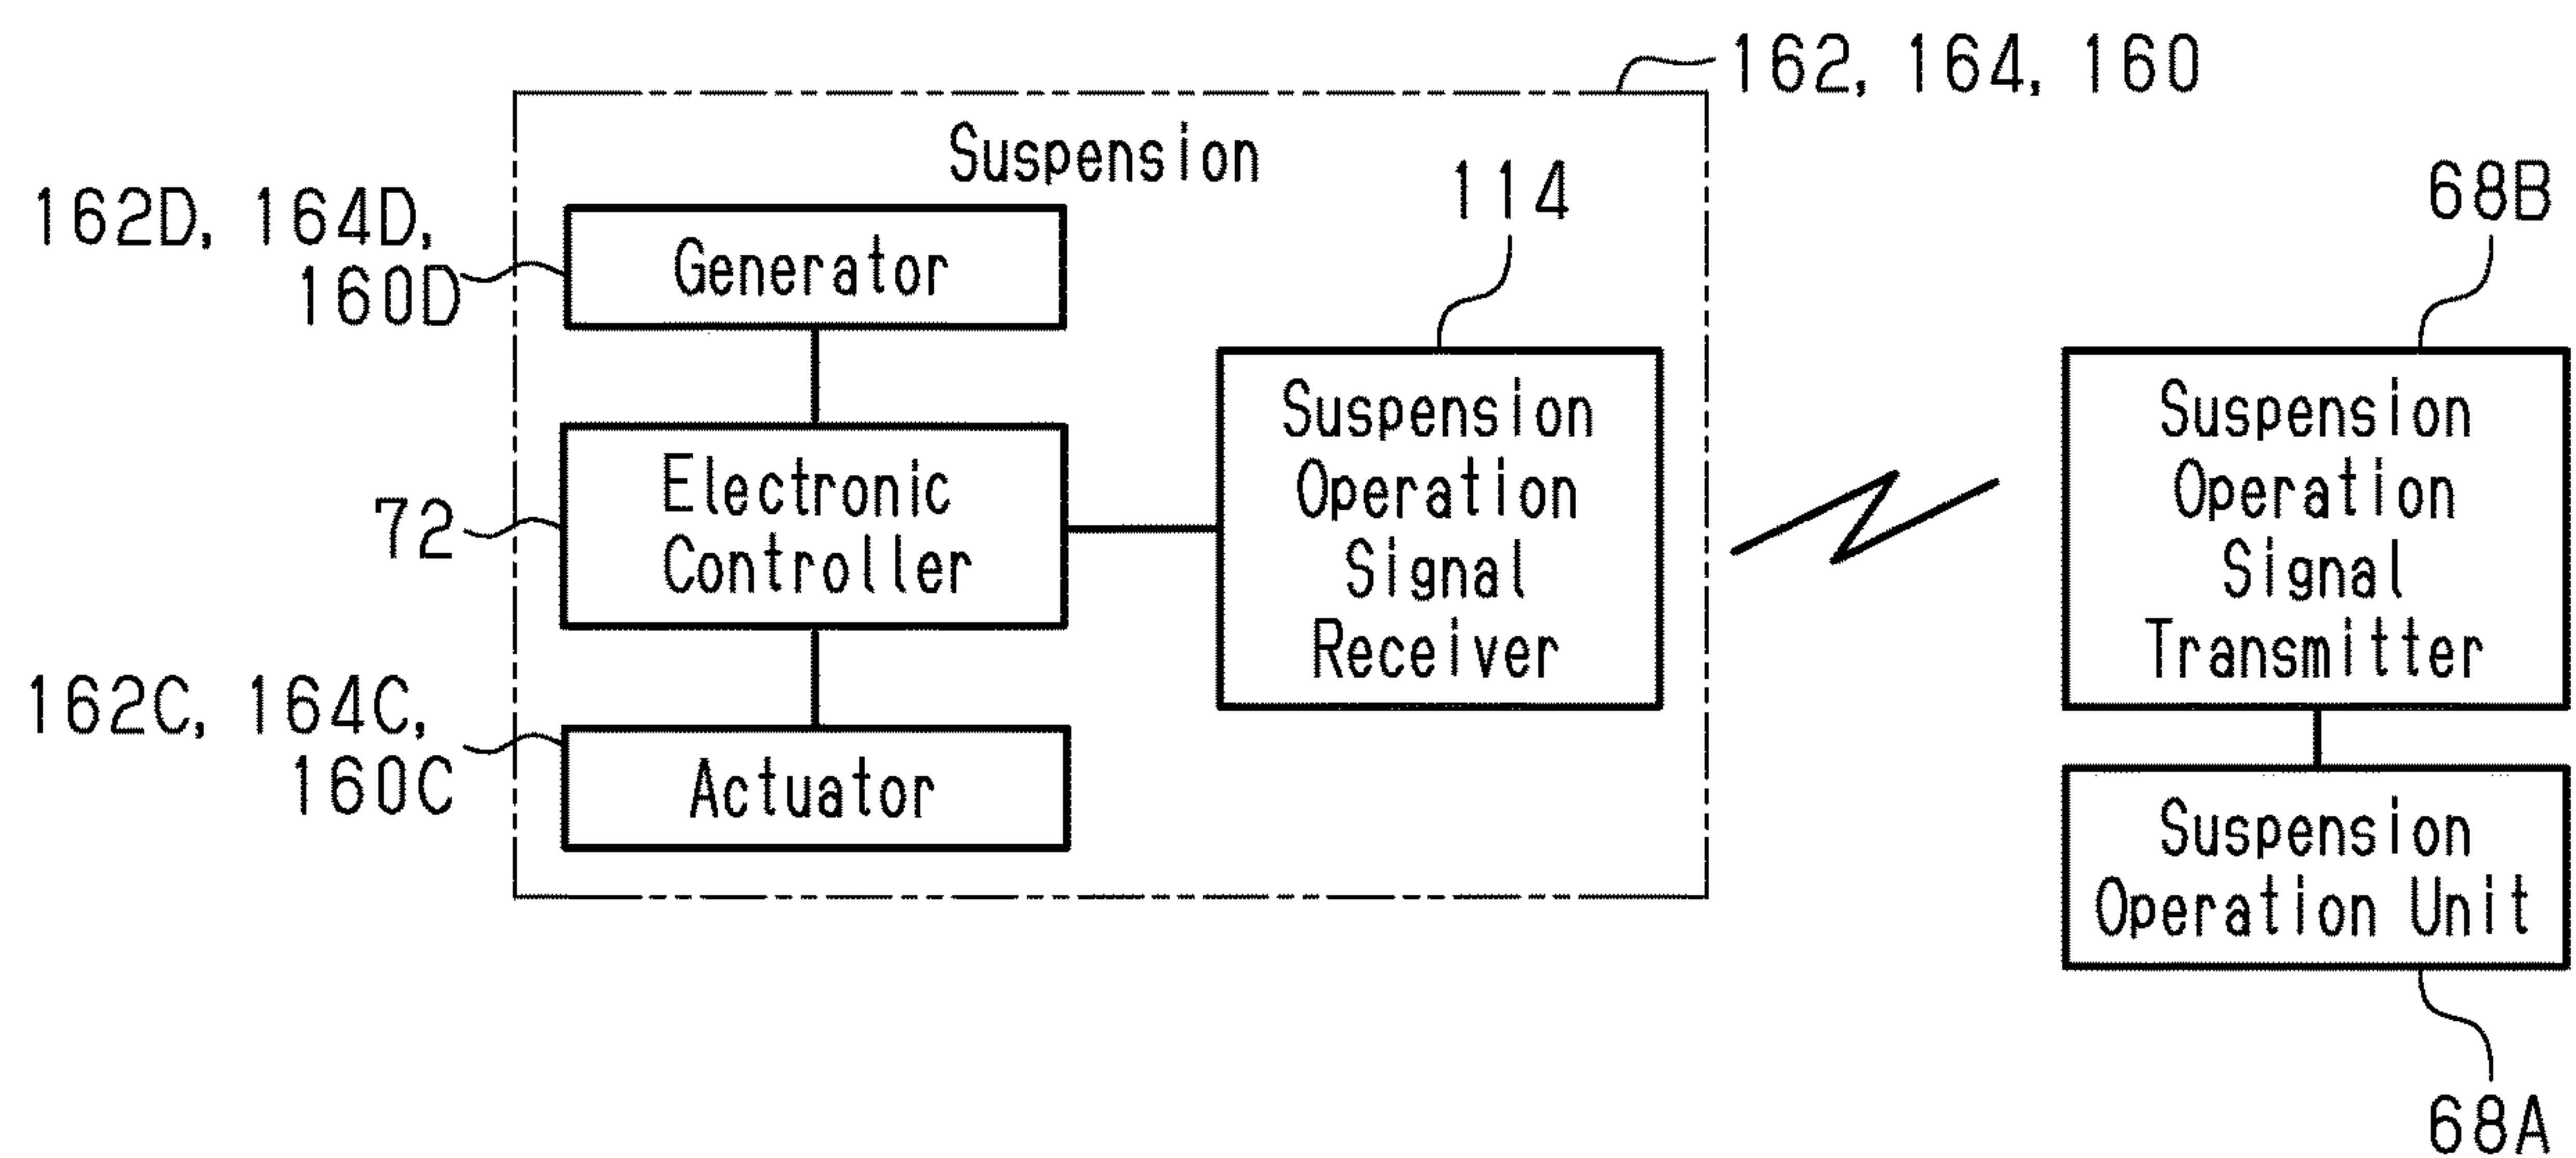 162, 164, 160
Suspension
114
68B
162D, 164D,
160D
Generator
Suspension
Operation
Signal
Receiver
Suspension
Operation
Signal
Transmitter
72
Electronic
Controller
162C, 164C,
160C
Actuator
Suspension
Operation Unit
68A